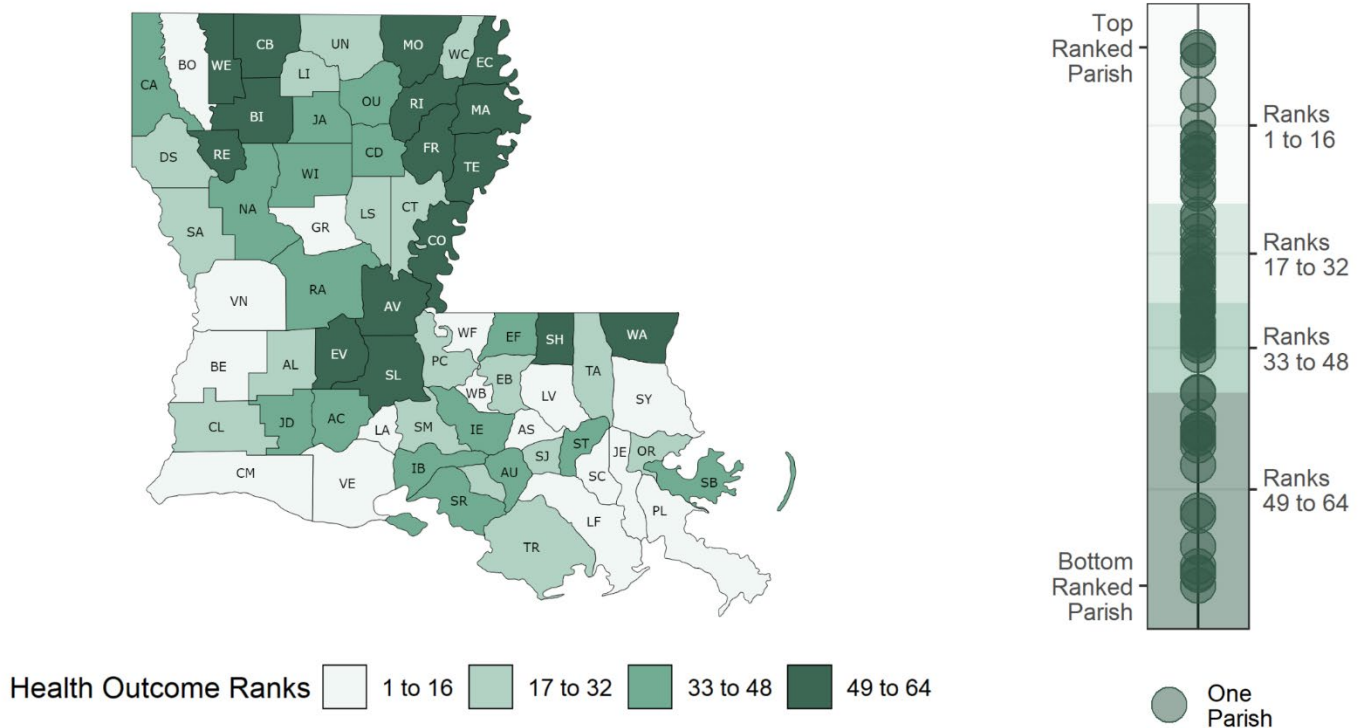 BO
WE
CB
UN
MO
WC
EC
CA
LI
OU
RI
MA
BI
JA
FR
DS
RE
WI
CD
TE
NA
SA
GR
LS
CT
CO
VN
RA
AV
WF
EF
SH
WA
BE
AL
EV
SL
PC
EB
TA
WB
LV
SY
CL
JD
AC
LA
SM
IE
AS
ST
CM
VE
IB
AU
SJ
SC
JE
OR
SB
SR
LF
PL
TR
Top
Ranked
Parish
Ranks
1 to 16
Ranks
17 to 32
Ranks
33 to 48
Ranks
49 to 64
Bottom
Ranked
Parish
Health Outcome Ranks
1 to 16
17 to 32
33 to 48
49 to 64
One
Parish